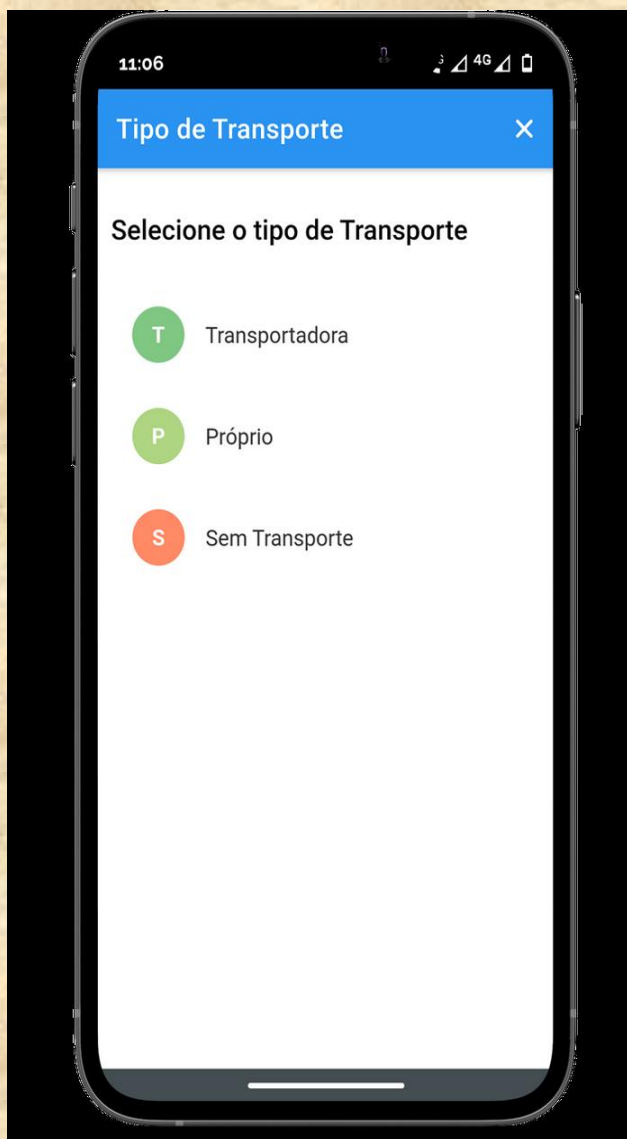 11:06
4G
Tipo de Transporte
Selecione o tipo de Transporte
T Transportadora
P Próprio
S Sem Transporte